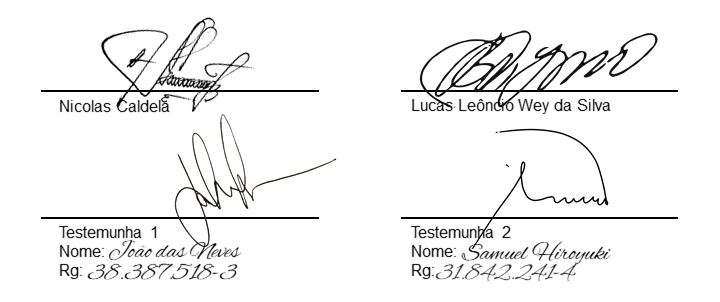 Nicolas Caldelã
Lucas Leôncio Wey da Silva
Testemunha 1
Nome: João das Neves
Rg: 38.387.518-3
Testemunha 2
Nome: Samuel Hiroyuki
Rg: 31.842.241-4